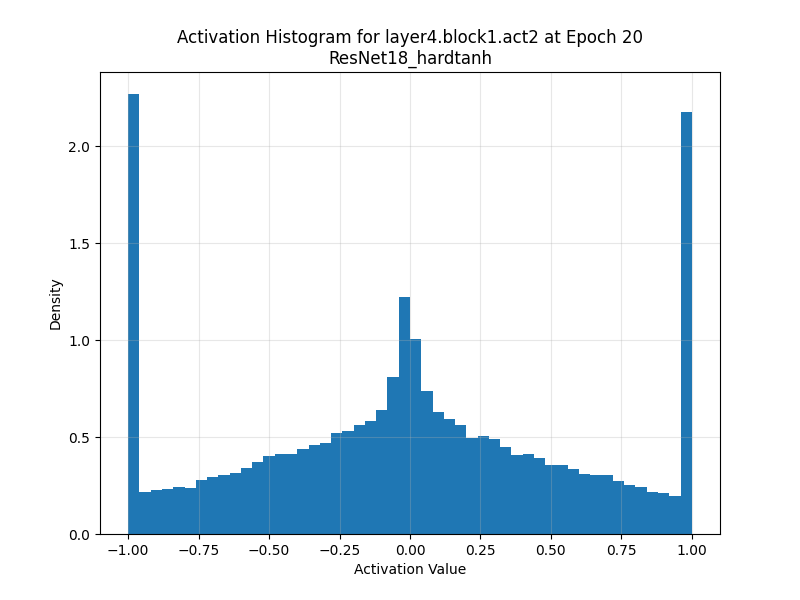 Activation Histogram for layer4.block1.act2 at Epoch 20
ResNet18_hardtanh
Density
2.0
1.5
1.0
0.5
0.0
−1.00 −0.75 −0.50 −0.25 0.00 0.25 0.50 0.75 1.00
Activation Value